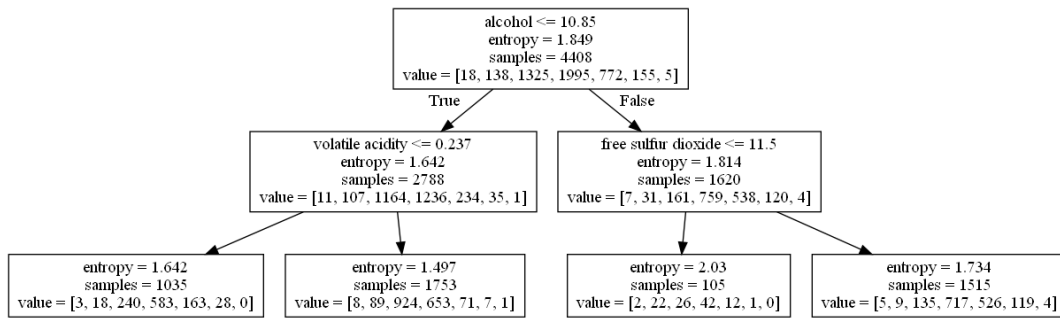 alcohol <= 10.85
entropy = 1.849
samples = 4408
value = [18, 138, 1325, 1995, 772, 155, 5]
True
False
volatile acidity <= 0.237
entropy = 1.642
samples = 2788
value = [11, 107, 1164, 1236, 234, 35, 1]
free sulfur dioxide <= 11.5
entropy = 1.814
samples = 1620
value = [7, 31, 161, 759, 538, 120, 4]
entropy = 1.642
samples = 1035
value = [3, 18, 240, 583, 163, 28, 0]
entropy = 1.497
samples = 1753
value = [8, 89, 924, 653, 71, 7, 1]
entropy = 2.03
samples = 105
value = [2, 22, 26, 42, 12, 1, 0]
entropy = 1.734
samples = 1515
value = [5, 9, 135, 717, 526, 119, 4]